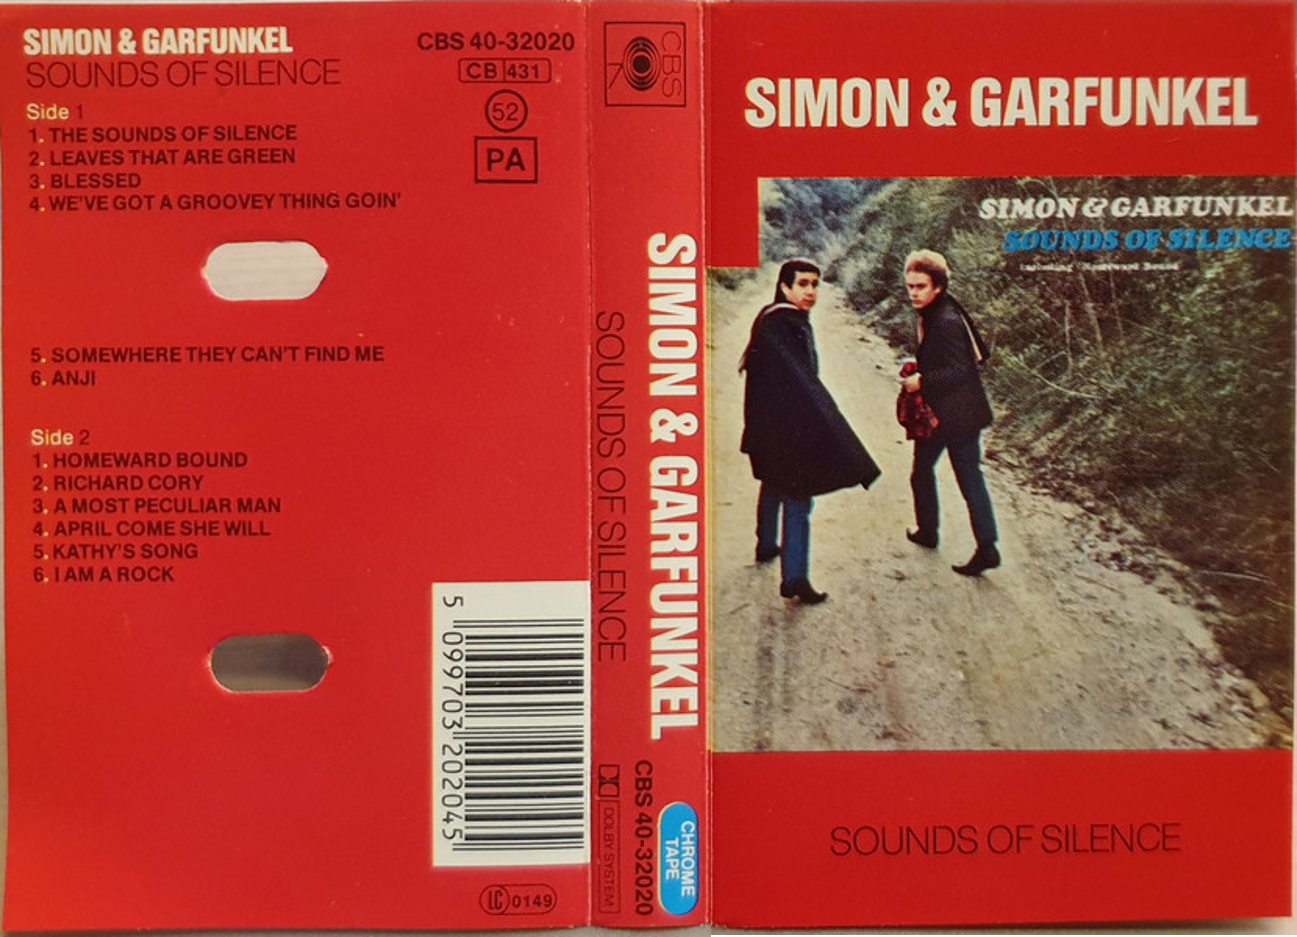 SIMON & GARFUNKEL
SOUNDS OF SILENCE
Side 1
1. THE SOUNDS OF SILENCE
2. LEAVES THAT ARE GREEN
3. BLESSED
4. WE'VE GOT A GROOVEY THING GOIN'
5. SOMEWHERE THEY CAN'T FIND ME
6. ANJI
Side 2
1. HOMEWARD BOUND
2. RICHARD CORY
3. A MOST PECULIAR MAN
4. APRIL COME SHE WILL
5. KATHY'S SONG
6. I AM A ROCK
CBS 40-32020
CB 431
52
PA
5 099703 202045
LC 0149
CBS
SIMON & GARFUNKEL
SOUNDS OF SILENCE
DOLBY SYSTEM
CBS 40-32020
CHROME
TAPE
SIMON & GARFUNKEL
SIMON & GARFUNKEL
SOUNDS OF SILENCE
Homeward Bound
SOUNDS OF SILENCE